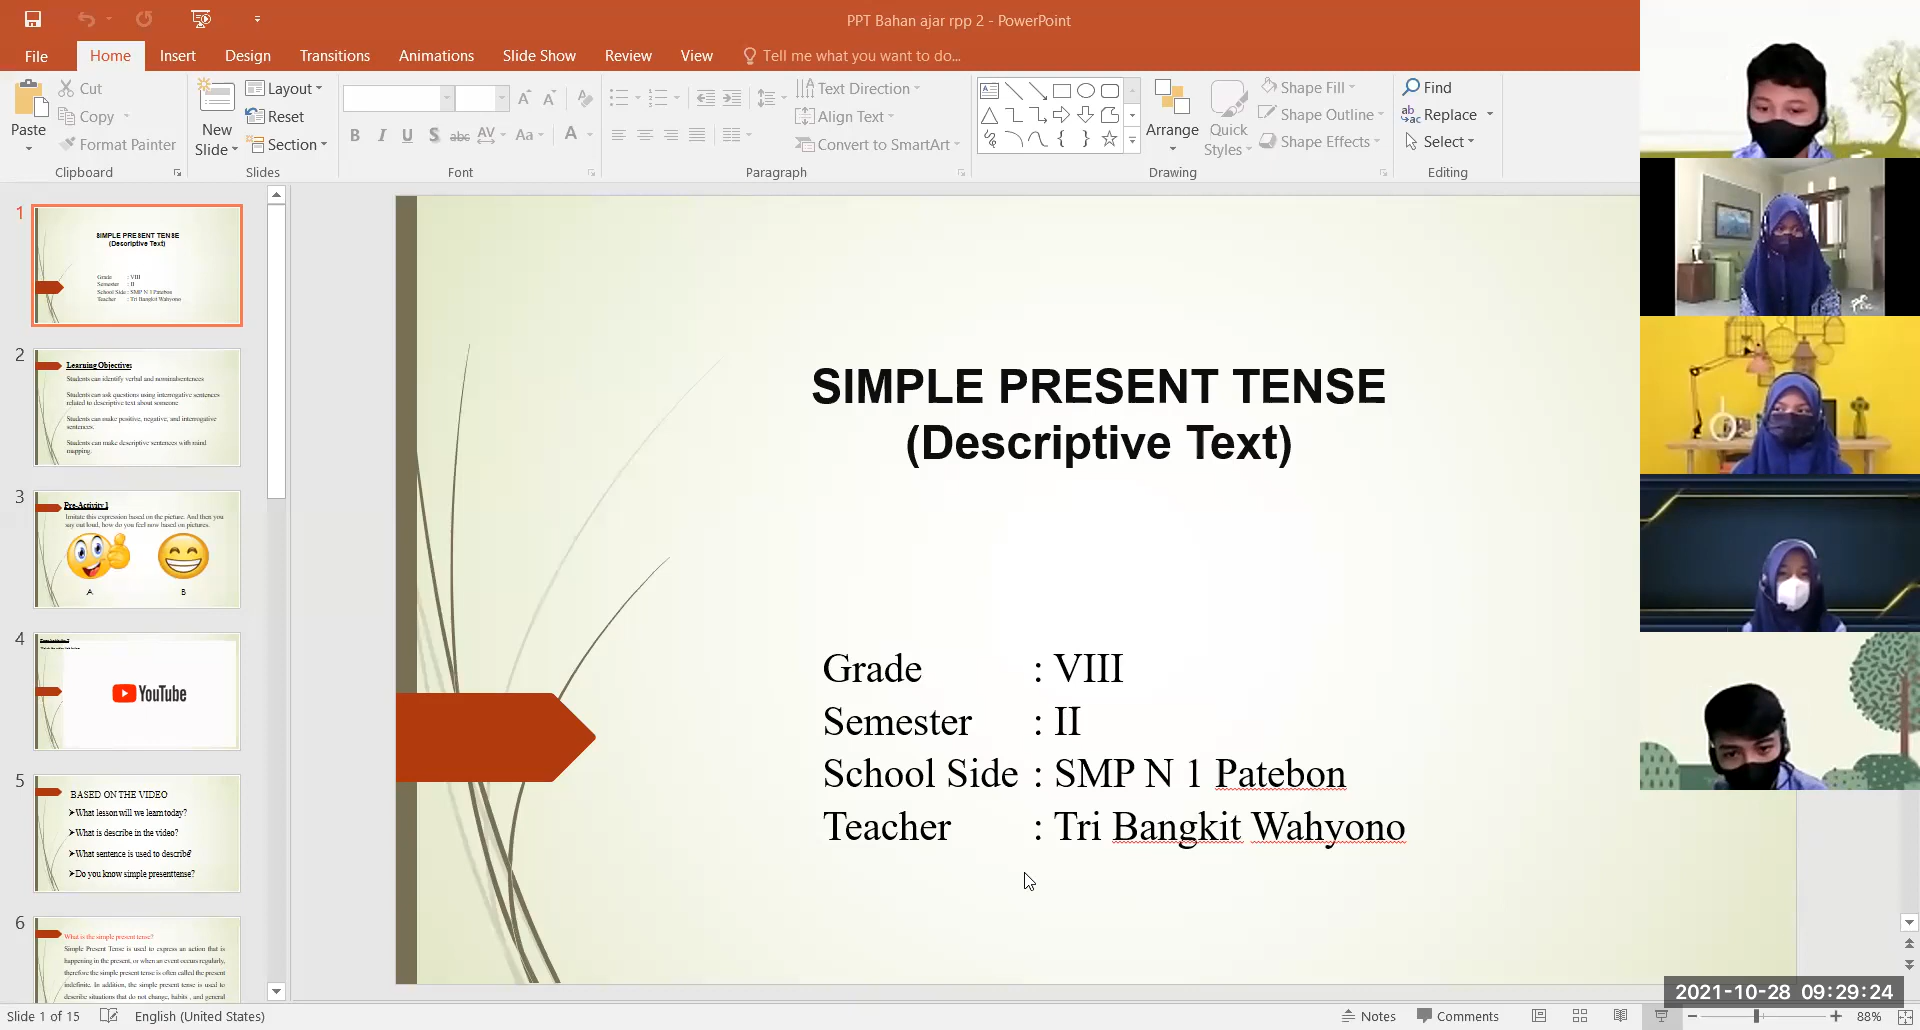 PPT Bahan ajar rpp 2 - PowerPoint
File Home Insert Design Transitions Animations Slide Show Review View Tell me what you want to do...
Paste
Cut
Copy
Format Painter
Clipboard
New Slide
Layout
Reset
Section
Slides
B I U S abc AV Aa A
Font
Text Direction
Align Text
Convert to SmartArt
Paragraph
Arrange
Quick Styles
Shape Fill
Shape Outline
Shape Effects
Drawing
Find
Replace
Select
Editing
1
SIMPLE PRESENT TENSE
(Descriptive Text)
Grade : VIII
Semester : II
School Side : SMP N 1 Patebon
Teacher : Tri Bangkit Wahyono
2
Learning Objectives
Students can identify verbal and nominal sentences
Students can ask questions using interrogative sentences
related to descriptive text about someone
Students can make positive, negative, and interrogative
sentences.
Students can make descriptive sentences with mind
mapping.
3
Pre-Activity 1
Imitate this expression based on the picture. And then you
say out loud, how do you feel now based on pictures.
A B
4
YouTube
5
BASED ON THE VIDEO
➤What lesson will we learn today?
➤What is describe in the video?
➤What sentence is used to describe?
➤Do you know simple present tense?
6
What is the simple present tense?
Simple Present Tense is used to express an action that is
happening in the present, or when an event occurs regularly,
therefore the simple present tense is often called the present
indefinite. In addition, the simple present tense is used to
describe situations that do not change, habits , and general
SIMPLE PRESENT TENSE
(Descriptive Text)
Grade : VIII
Semester : II
School Side : SMP N 1 Patebon
Teacher : Tri Bangkit Wahyono
2021-10-28 09:29:24
Slide 1 of 15 English (United States) Notes Comments 88%